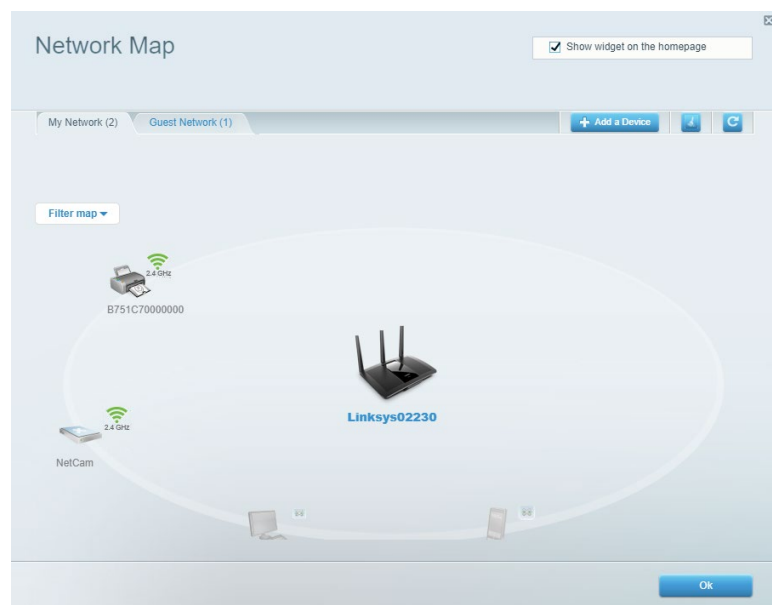 Network Map
Show widget on the homepage
My Network (2)
Guest Network (1)
Add a Device
Filter map
2.4 GHz
B751C70000000
Linksys02230
2.4 GHz
NetCam
Ok